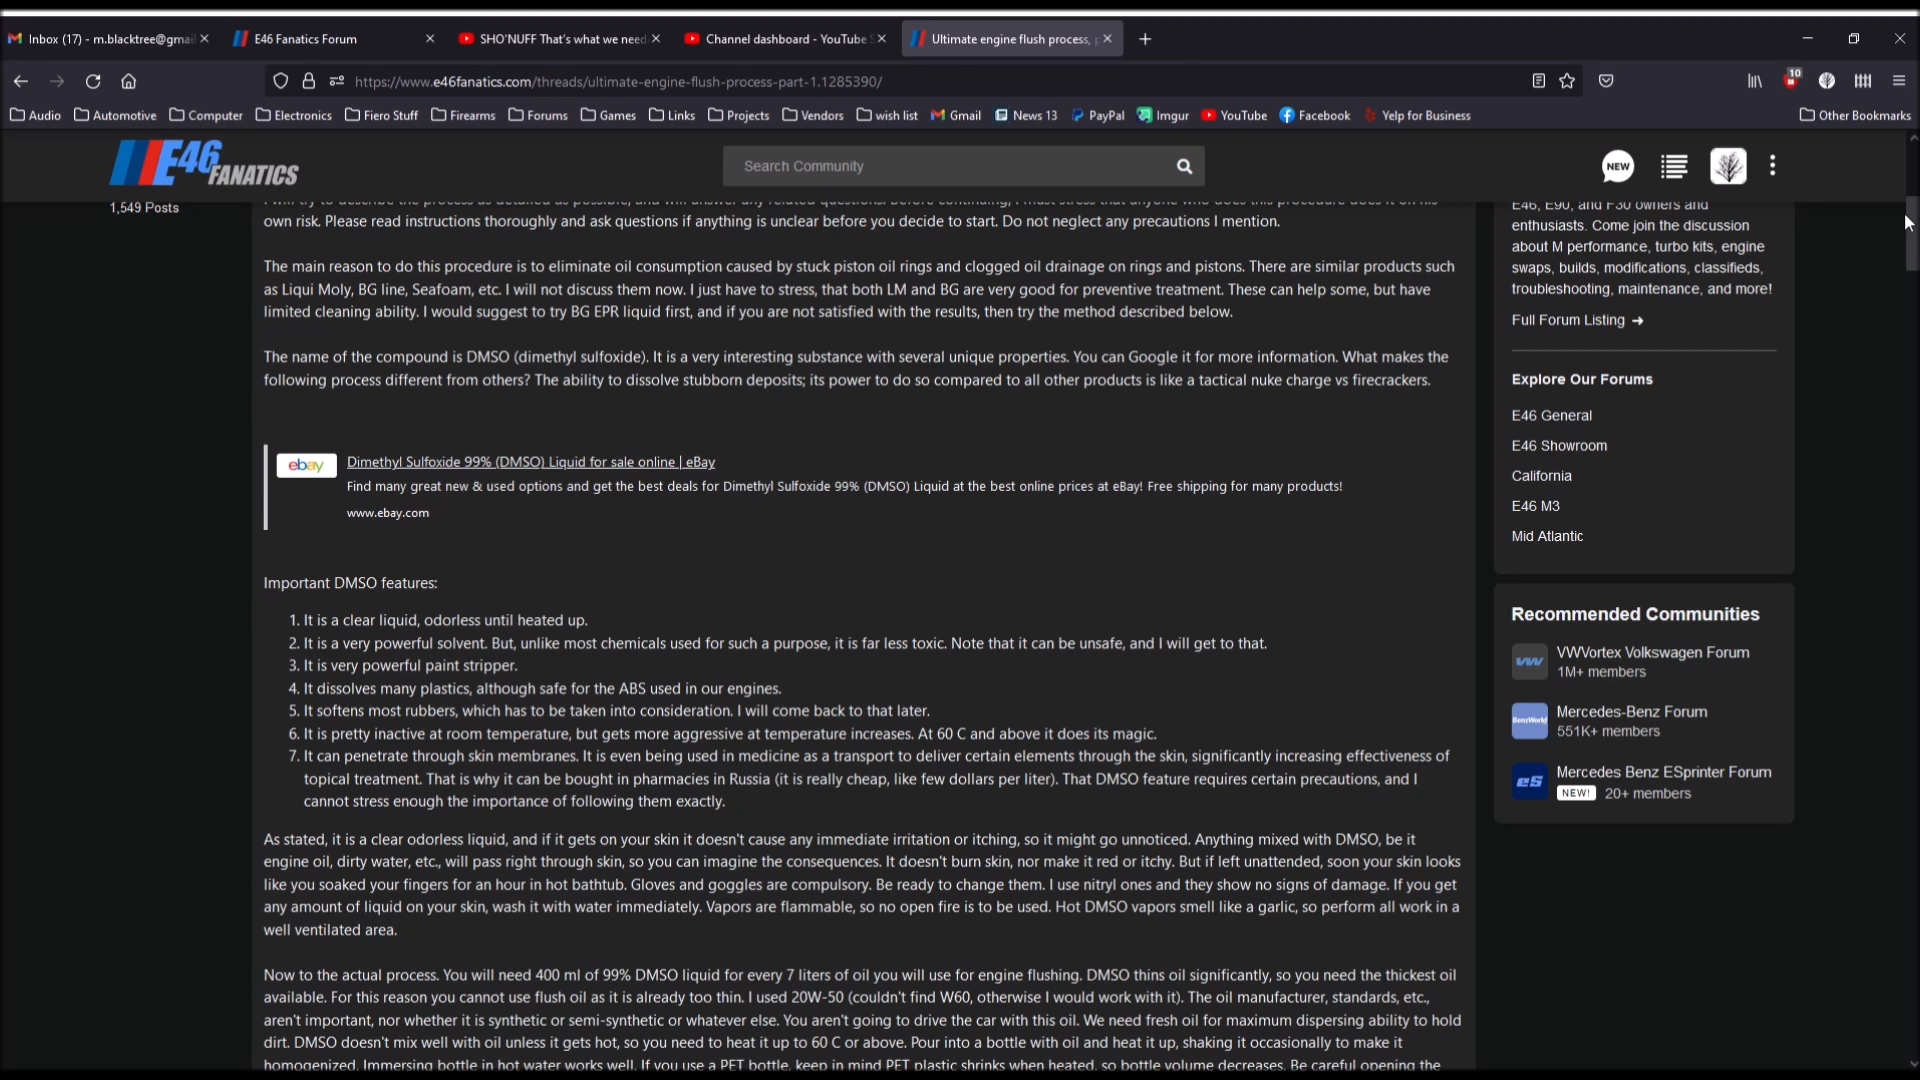 Inbox (17) - m.blacktree@gmai
E46 Fanatics Forum
SHO'NUFF That's what we nee
Channel dashboard - YouTube S
Ultimate engine flush process, p
https://www.e46fanatics.com/threads/ultimate-engine-flush-process-part-1.1285390/
10
Audio
Automotive
Computer
Electronics
Fiero Stuff
Firearms
Forums
Games
Links
Projects
Vendors
wish list
Gmail
News 13
PayPal
Imgur
YouTube
Facebook
Yelp for Business
Other Bookmarks
E46 FANATICS
Search Community
NEW
1,549 Posts
own risk. Please read instructions thoroughly and ask questions if anything is unclear before you decide to start. Do not neglect any precautions I mention.
The main reason to do this procedure is to eliminate oil consumption caused by stuck piston oil rings and clogged oil drainage on rings and pistons. There are similar products such
as Liqui Moly, BG line, Seafoam, etc. I will not discuss them now. I just have to stress, that both LM and BG are very good for preventive treatment. These can help some, but have
limited cleaning ability. I would suggest to try BG EPR liquid first, and if you are not satisfied with the results, then try the method described below.
The name of the compound is DMSO (dimethyl sulfoxide). It is a very interesting substance with several unique properties. You can Google it for more information. What makes the
following process different from others? The ability to dissolve stubborn deposits; its power to do so compared to all other products is like a tactical nuke charge vs firecrackers.
ebay
Dimethyl Sulfoxide 99% (DMSO) Liquid for sale online | eBay
Find many great new & used options and get the best deals for Dimethyl Sulfoxide 99% (DMSO) Liquid at the best online prices at eBay! Free shipping for many products!
www.ebay.com
Important DMSO features:
1. It is a clear liquid, odorless until heated up.
2. It is a very powerful solvent. But, unlike most chemicals used for such a purpose, it is far less toxic. Note that it can be unsafe, and I will get to that.
3. It is very powerful paint stripper.
4. It dissolves many plastics, although safe for the ABS used in our engines.
5. It softens most rubbers, which has to be taken into consideration. I will come back to that later.
6. It is pretty inactive at room temperature, but gets more aggressive at temperature increases. At 60 C and above it does its magic.
7. It can penetrate through skin membranes. It is even being used in medicine as a transport to deliver certain elements through the skin, significantly increasing effectiveness of
topical treatment. That is why it can be bought in pharmacies in Russia (it is really cheap, like few dollars per liter). That DMSO feature requires certain precautions, and I
cannot stress enough the importance of following them exactly.
As stated, it is a clear odorless liquid, and if it gets on your skin it doesn't cause any immediate irritation or itching, so it might go unnoticed. Anything mixed with DMSO, be it
engine oil, dirty water, etc., will pass right through skin, so you can imagine the consequences. It doesn't burn skin, nor make it red or itchy. But if left unattended, soon your skin looks
like you soaked your fingers for an hour in hot bathtub. Gloves and goggles are compulsory. Be ready to change them. I use nitryl ones and they show no signs of damage. If you get
any amount of liquid on your skin, wash it with water immediately. Vapors are flammable, so no open fire is to be used. Hot DMSO vapors smell like a garlic, so perform all work in a
well ventilated area.
Now to the actual process. You will need 400 ml of 99% DMSO liquid for every 7 liters of oil you will use for engine flushing. DMSO thins oil significantly, so you need the thickest oil
available. For this reason you cannot use flush oil as it is already too thin. I used 20W-50 (couldn't find W60, otherwise I would work with it). The oil manufacturer, standards, etc.,
aren't important, nor whether it is synthetic or semi-synthetic or whatever else. You aren't going to drive the car with this oil. We need fresh oil for maximum dispersing ability to hold
dirt. DMSO doesn't mix well with oil unless it gets hot, so you need to heat it up to 60 C or above. Pour into a bottle with oil and heat it up, shaking it occasionally to make it
homogenized. Immersing bottle in hot water works well. If you use a PET bottle, keep in mind PET plastic shrinks when heated, so bottle volume decreases. Be careful opening the
E46, E90, and F30 owners and
enthusiasts. Come join the discussion
about M performance, turbo kits, engine
swaps, builds, modifications, classifieds,
troubleshooting, maintenance, and more!
Full Forum Listing →
Explore Our Forums
E46 General
E46 Showroom
California
E46 M3
Mid Atlantic
Recommended Communities
VWVortex Volkswagen Forum
1M+ members
BenzWorld
Mercedes-Benz Forum
551K+ members
eS
Mercedes Benz ESprinter Forum
NEW! 20+ members